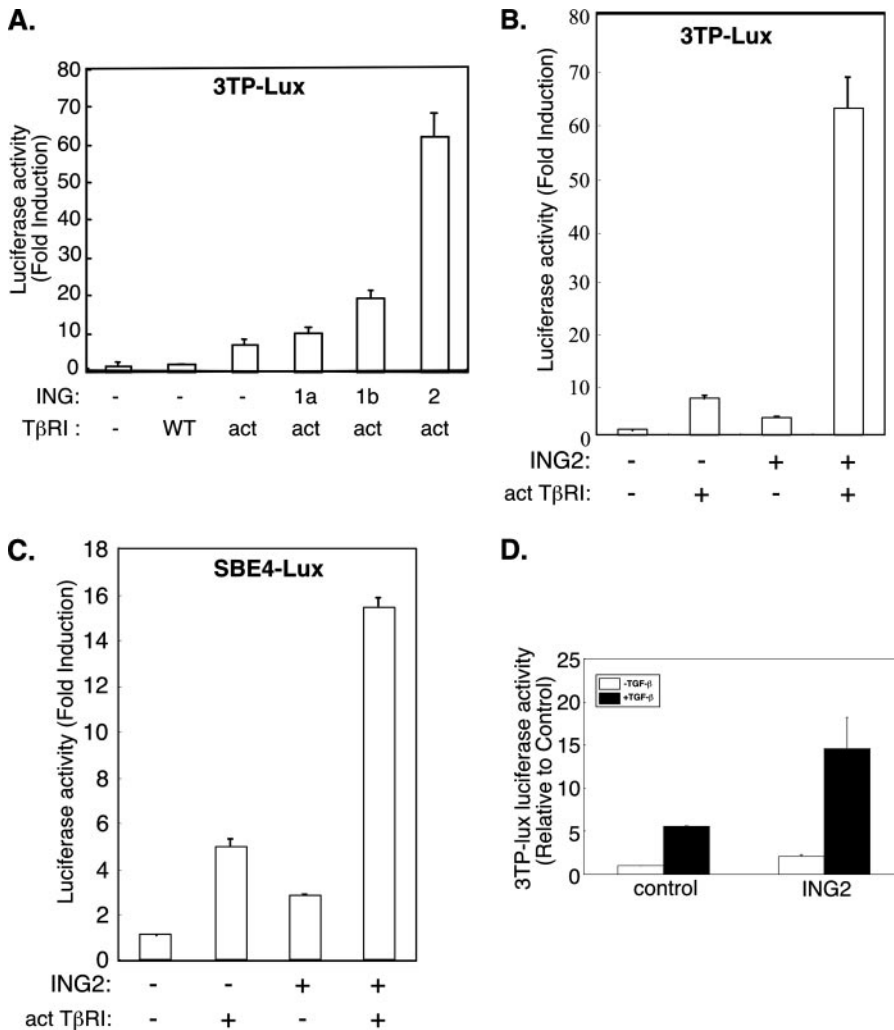 A.
3TP-Lux
Luciferase activity
(Fold Induction)
80
70
60
50
40
30
20
10
0
ING: - - - 1a 1b 2
TβRI : - WT act act act act
B.
3TP-Lux
Luciferase activity (Fold Induction)
80
70
60
50
40
30
20
10
0
ING2: - - + +
act TβRI: - + - +
C.
SBE4-Lux
Luciferase activity (Fold Induction)
18
16
14
12
10
8
6
4
2
0
ING2: - - + +
act TβRI: - + - +
D.
3TP-lux luciferase activity
(Relative to Control)
25
20
15
10
5
0
-TGF-β
+TGF-β
control ING2